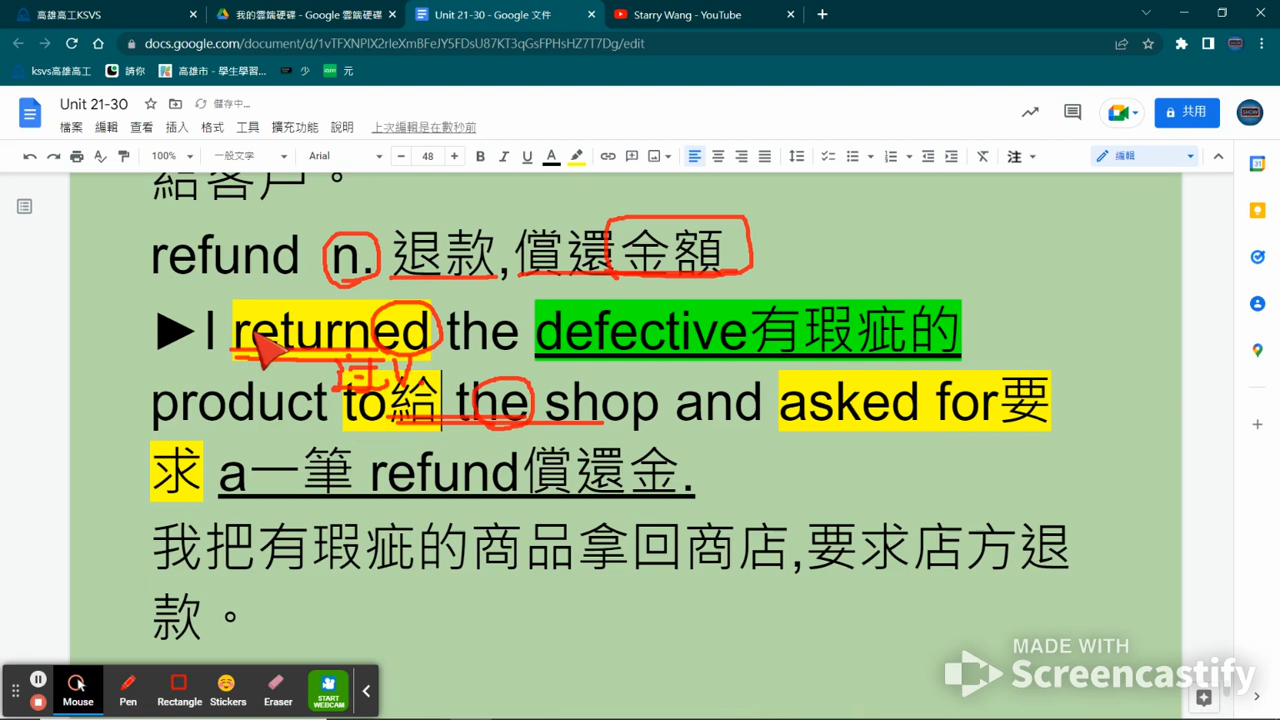 高雄高工KSVS
我的雲端硬碟 - Google 雲端硬碟
Unit 21-30 - Google 文件
Starry Wang - YouTube
docs.google.com/document/d/1vTFXNPlX2rIeXmBFeJY5FDsU87KT3qGsFPHsHZ7T7Dg/edit
ksvs高雄高工
請你
高雄市 - 學生學習...
少
元
Unit 21-30
儲存中...
檔案 編輯 查看 插入 格式 工具 擴充功能 說明 上次編輯是在數秒前
共用
100% 一般文字 Arial 48 B I U A 注 編輯
給客戶。
refund n. 退款,償還金額
►I returned the defective有瑕疵的
過V
product to給 the shop and asked for要
求 a一筆 refund償還金.
我把有瑕疵的商品拿回商店,要求店方退
款。
MADE WITH
Screencastify
Mouse Pen Rectangle Stickers Eraser START WEBCAM